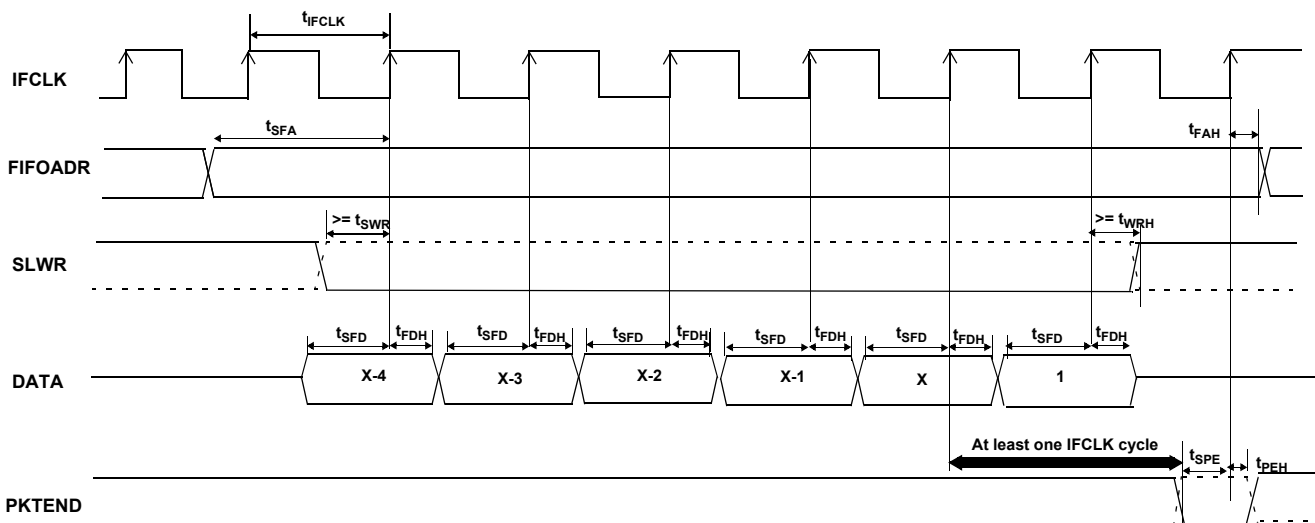 tIFCLK
IFCLK
tSFA
tFAH
FIFOADR
>= tSWR
>= tWRH
SLWR
tSFD tFDH tSFD tFDH tSFD tFDH tSFD tFDH tSFD tFDH tSFD tFDH
DATA X-4 X-3 X-2 X-1 X 1
At least one IFCLK cycle
tSPE tPEH
PKTEND